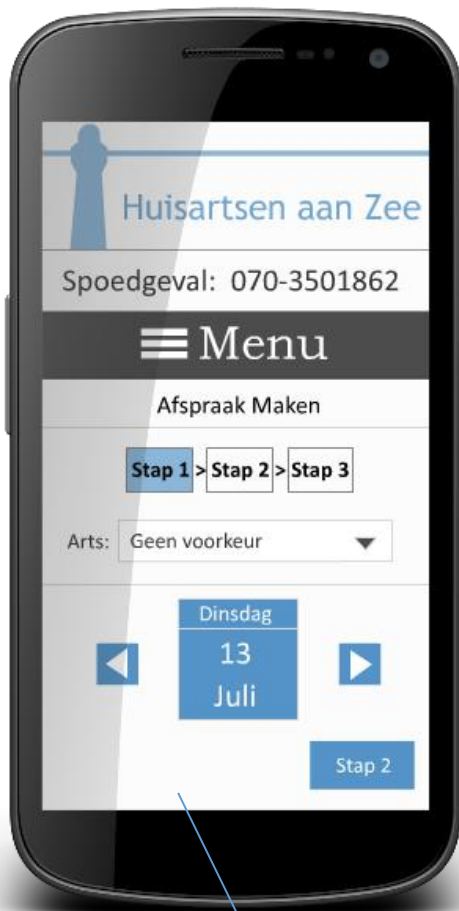 Huisartsen aan Zee
Spoedgeval: 070-3501862
Menu
Afspraak Maken
Stap 1 > Stap 2 > Stap 3
Arts: Geen voorkeur
Dinsdag
13
Juli
Stap 2